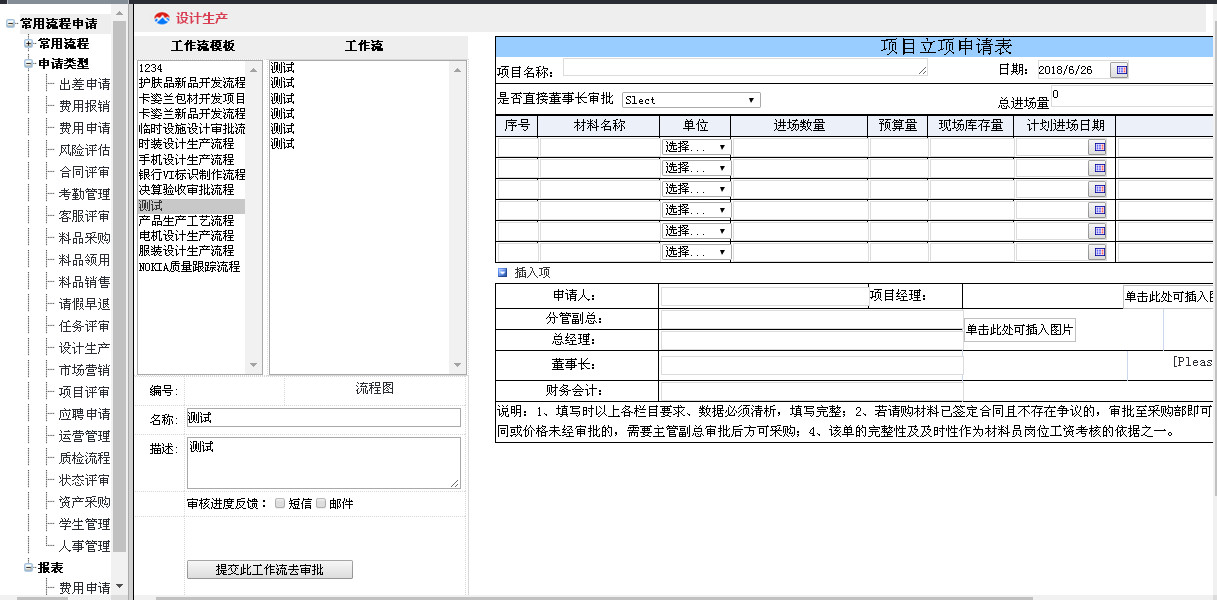 常用流程申请
常用流程
申请类型
出差申请
费用报销
费用申请
风险评估
合同评审
考勤管理
客服评审
料品采购
料品领用
料品销售
请假早退
任务评审
设计生产
市场营销
项目评审
应聘申请
运营管理
质检流程
状态评审
资产采购
学生管理
人事管理
报表
费用申请
设计生产
工作流模板 工作流
1234
护肤品新品开发流程
卡姿兰包材开发项目
卡姿兰新品开发流程
临时设施设计审批流
时装设计生产流程
手机设计生产流程
银行VI标识制作流程
决算验收审批流程
测试
产品生产工艺流程
电机设计生产流程
服装设计生产流程
NOKIA质量跟踪流程
测试
测试
测试
测试
测试
测试
编号: 流程图
名称: 测试
描述: 测试
审核进度反馈: 短信 邮件
提交此工作流去审批
项目立项申请表
项目名称: 日期: 2018/6/26
是否直接董事长审批 Slect 总进场量 0
序号 材料名称 单位 进场数量 预算量 现场库存量 计划进场日期
选择...
选择...
选择...
选择...
选择...
选择...
插入项
申请人: 项目经理: 单击此处可插入图
分管副总:
单击此处可插入图片
总经理:
董事长: [Pleas
财务会计:
说明: 1、填写时以上各栏目要求、数据必须清析，填写完整; 2、若请购材料已签定合同且不存在争议的，审批至采购部即可
同或价格未经审批的，需要主管副总审批后方可采购; 4、该单的完整性及及时性作为材料员岗位工资考核的依据之一。